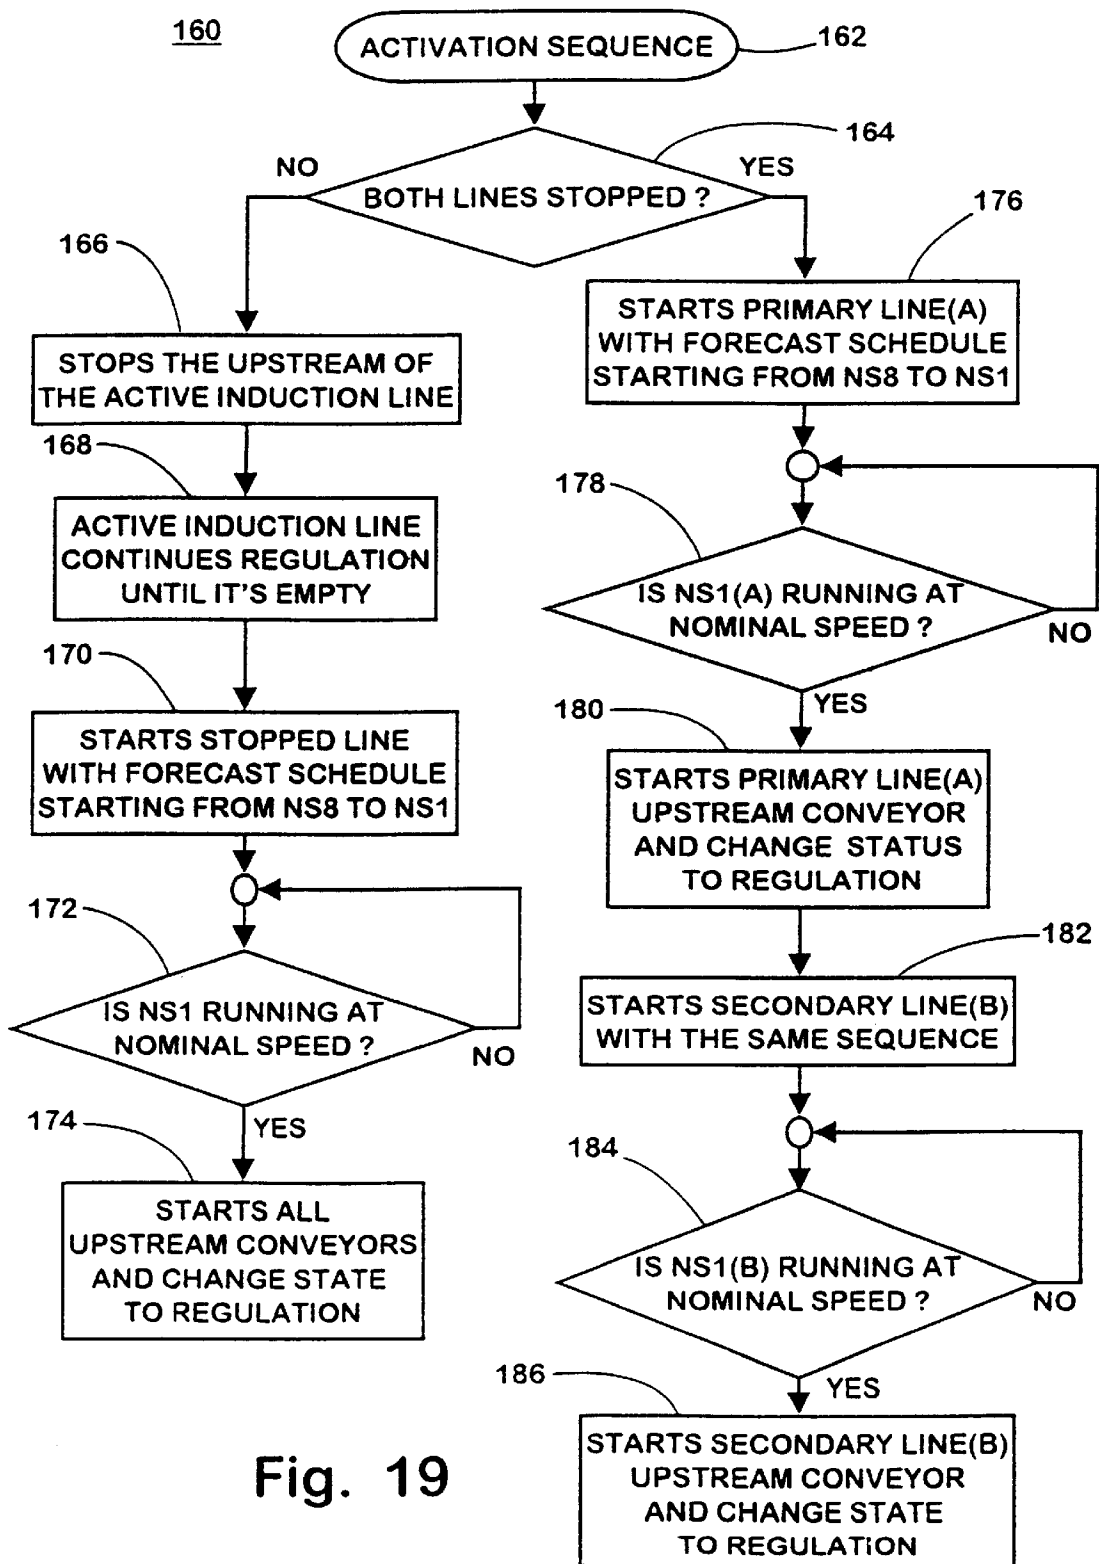 160
ACTIVATION SEQUENCE
162
164
NO
YES
BOTH LINES STOPPED ?
166
STOPS THE UPSTREAM OF
THE ACTIVE INDUCTION LINE
168
ACTIVE INDUCTION LINE
CONTINUES REGULATION
UNTIL IT'S EMPTY
170
STARTS STOPPED LINE
WITH FORECAST SCHEDULE
STARTING FROM NS8 TO NS1
172
IS NS1 RUNNING AT
NOMINAL SPEED ?
NO
174
YES
STARTS ALL
UPSTREAM CONVEYORS
AND CHANGE STATE
TO REGULATION
176
STARTS PRIMARY LINE(A)
WITH FORECAST SCHEDULE
STARTING FROM NS8 TO NS1
178
IS NS1(A) RUNNING AT
NOMINAL SPEED ?
NO
YES
180
STARTS PRIMARY LINE(A)
UPSTREAM CONVEYOR
AND CHANGE STATUS
TO REGULATION
182
STARTS SECONDARY LINE(B)
WITH THE SAME SEQUENCE
184
IS NS1(B) RUNNING AT
NOMINAL SPEED ?
NO
186
YES
STARTS SECONDARY LINE(B)
UPSTREAM CONVEYOR
AND CHANGE STATE
TO REGULATION
Fig. 19